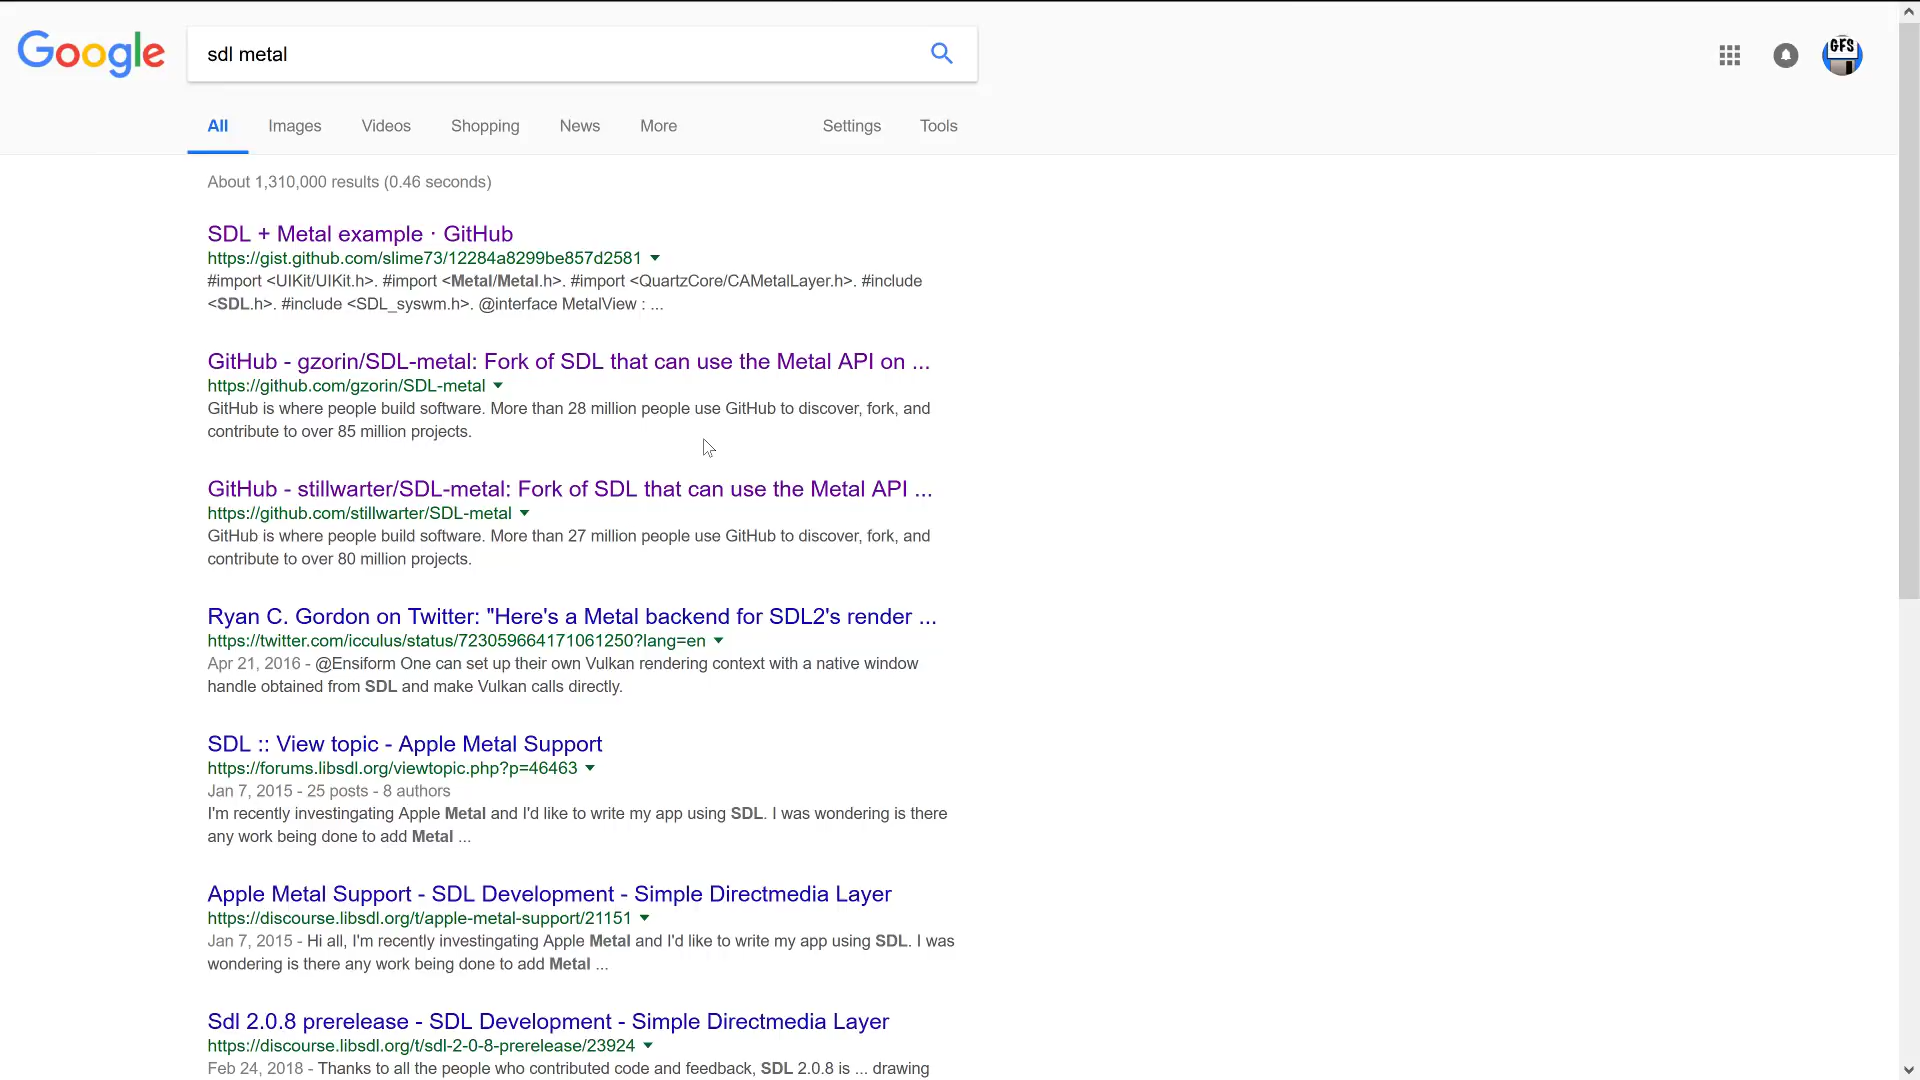 Google
sdl metal
GFS
All Images Videos Shopping News More Settings Tools
About 1,310,000 results (0.46 seconds)
SDL + Metal example · GitHub
https://gist.github.com/slime73/12284a8299be857d2581
#import <UIKit/UIKit.h>. #import <Metal/Metal.h>. #import <QuartzCore/CAMetalLayer.h>. #include
<SDL.h>. #include <SDL_syswm.h>. @interface MetalView : ...
GitHub - gzorin/SDL-metal: Fork of SDL that can use the Metal API on ...
https://github.com/gzorin/SDL-metal
GitHub is where people build software. More than 28 million people use GitHub to discover, fork, and
contribute to over 85 million projects.
GitHub - stillwarter/SDL-metal: Fork of SDL that can use the Metal API ...
https://github.com/stillwarter/SDL-metal
GitHub is where people build software. More than 27 million people use GitHub to discover, fork, and
contribute to over 80 million projects.
Ryan C. Gordon on Twitter: "Here's a Metal backend for SDL2's render ...
https://twitter.com/icculus/status/723059664171061250?lang=en
Apr 21, 2016 - @Ensiform One can set up their own Vulkan rendering context with a native window
handle obtained from SDL and make Vulkan calls directly.
SDL :: View topic - Apple Metal Support
https://forums.libsdl.org/viewtopic.php?p=46463
Jan 7, 2015 - 25 posts - 8 authors
I'm recently investingating Apple Metal and I'd like to write my app using SDL. I was wondering is there
any work being done to add Metal ...
Apple Metal Support - SDL Development - Simple Directmedia Layer
https://discourse.libsdl.org/t/apple-metal-support/21151
Jan 7, 2015 - Hi all, I'm recently investingating Apple Metal and I'd like to write my app using SDL. I was
wondering is there any work being done to add Metal ...
Sdl 2.0.8 prerelease - SDL Development - Simple Directmedia Layer
https://discourse.libsdl.org/t/sdl-2-0-8-prerelease/23924
Feb 24, 2018 - Thanks to all the people who contributed code and feedback, SDL 2.0.8 is ... drawing